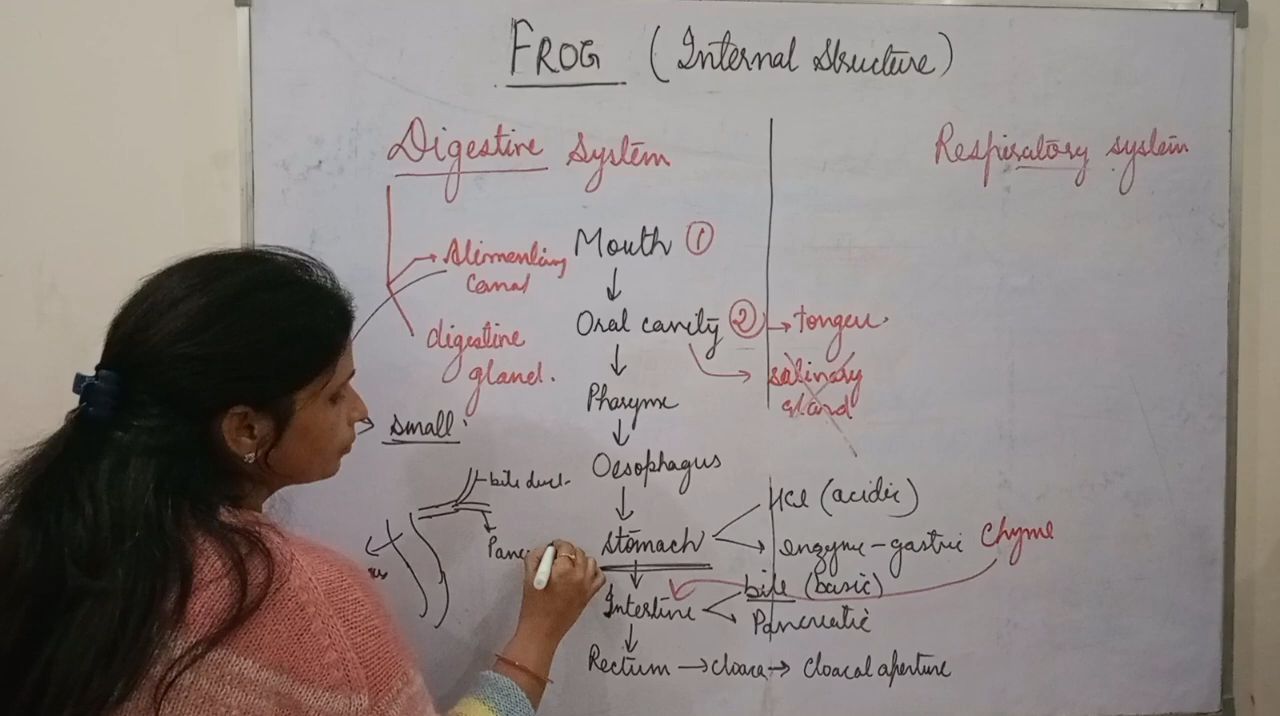 FROG (Internal Structure)
Digestive System
Respiratory system
Alimentary
canal
digestive
gland.
small
bile duct
Mouth ①
Oral cavity ② → tongeu
salivary
gland
Pharynx
Oesophagus
Stomach
HCl (acidic)
enzyme - gastric chyme
Intestine
bile (basic)
Pancreatic
Rectum → cloaca → cloacal aperture